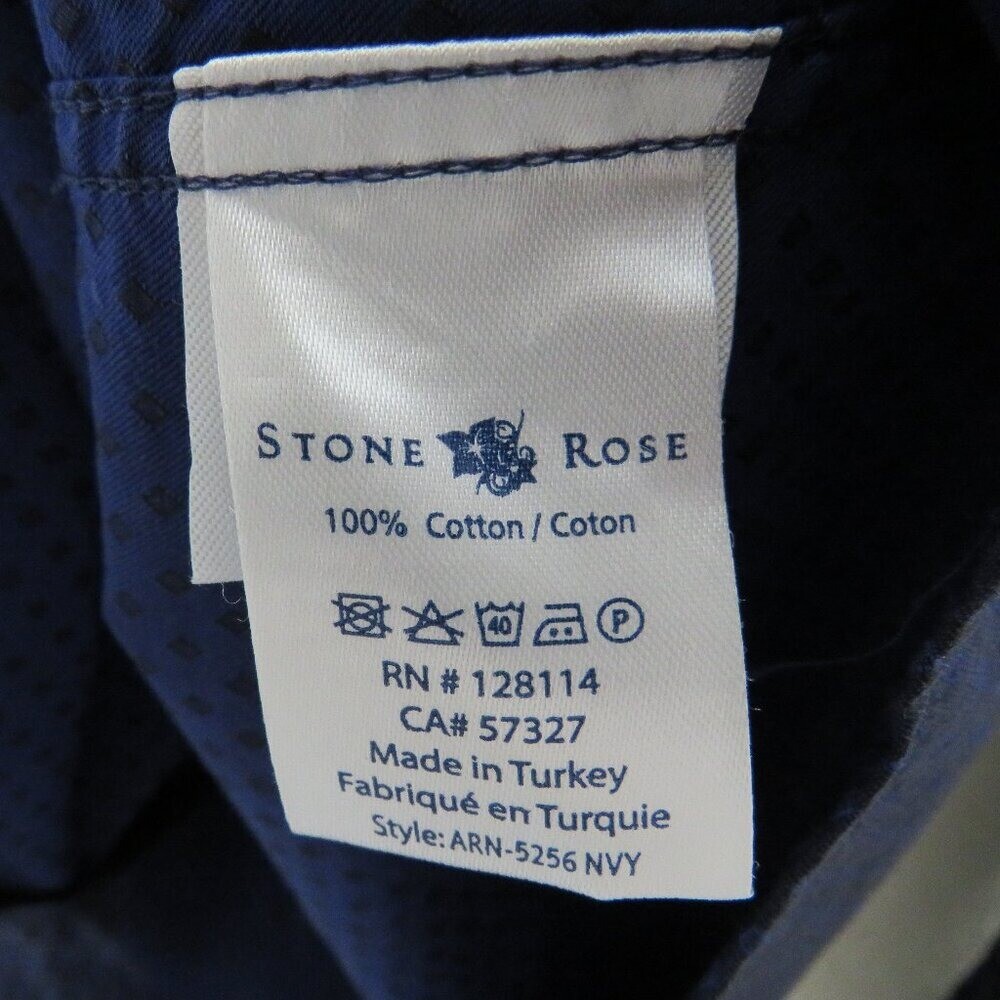 STONE ROSE
100% Cotton / Coton
40 P
RN # 128114
CA# 57327
Made in Turkey
Fabriqué en Turquie
Style: ARN-5256 NVY